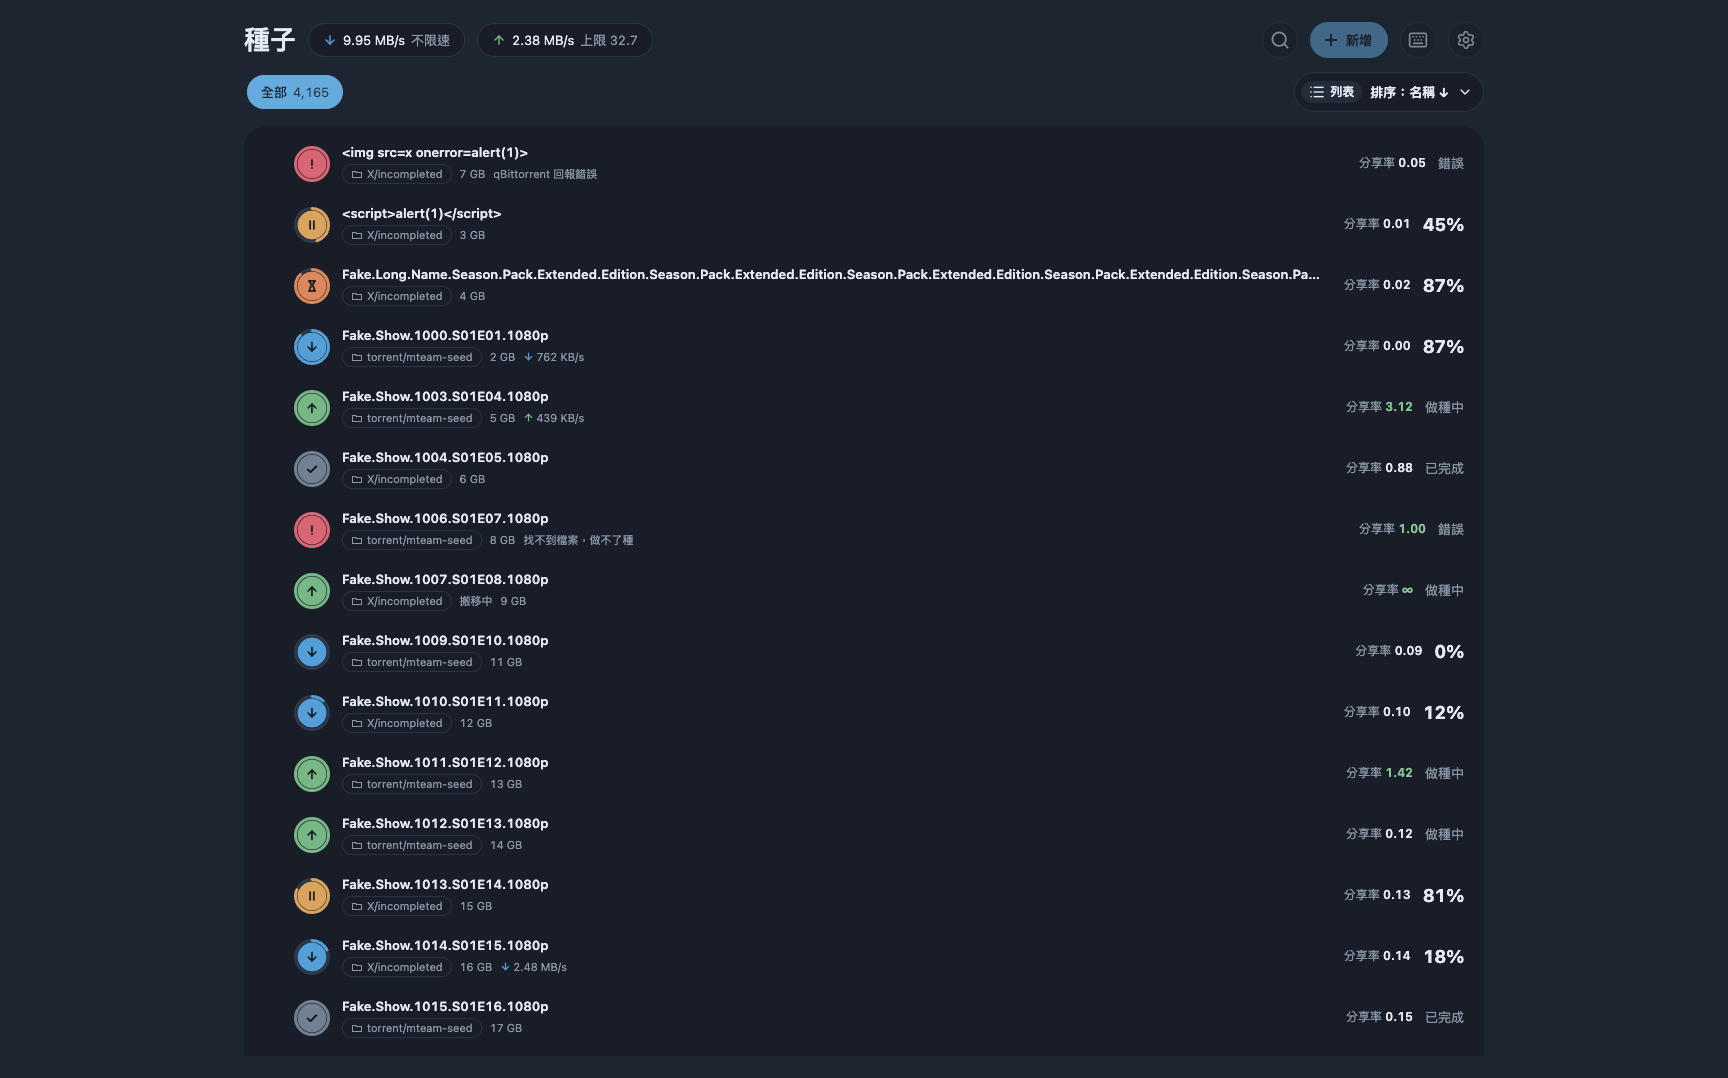 種子 9.95 MB/s 不限速 2.38 MB/s 上限 32.7 新增
全部 4,165 列表 排序：名稱
<img src=x onerror=alert(1)> 分享率 0.05 錯誤
X/incompleted 7 GB qBittorrent 回報錯誤
<script>alert(1)</script> 分享率 0.01 45%
X/incompleted 3 GB
Fake.Long.Name.Season.Pack.Extended.Edition.Season.Pack.Extended.Edition.Season.Pack.Extended.Edition.Season.Pack.Extended.Edition.Season.Pa... 分享率 0.02 87%
X/incompleted 4 GB
Fake.Show.1000.S01E01.1080p 分享率 0.00 87%
torrent/mteam-seed 2 GB 762 KB/s
Fake.Show.1003.S01E04.1080p 分享率 3.12 做種中
torrent/mteam-seed 5 GB 439 KB/s
Fake.Show.1004.S01E05.1080p 分享率 0.88 已完成
X/incompleted 6 GB
Fake.Show.1006.S01E07.1080p 分享率 1.00 錯誤
torrent/mteam-seed 8 GB 找不到檔案，做不了種
Fake.Show.1007.S01E08.1080p 分享率 ∞ 做種中
X/incompleted 搬移中 9 GB
Fake.Show.1009.S01E10.1080p 分享率 0.09 0%
torrent/mteam-seed 11 GB
Fake.Show.1010.S01E11.1080p 分享率 0.10 12%
X/incompleted 12 GB
Fake.Show.1011.S01E12.1080p 分享率 1.42 做種中
torrent/mteam-seed 13 GB
Fake.Show.1012.S01E13.1080p 分享率 0.12 做種中
torrent/mteam-seed 14 GB
Fake.Show.1013.S01E14.1080p 分享率 0.13 81%
X/incompleted 15 GB
Fake.Show.1014.S01E15.1080p 分享率 0.14 18%
X/incompleted 16 GB 2.48 MB/s
Fake.Show.1015.S01E16.1080p 分享率 0.15 已完成
torrent/mteam-seed 17 GB